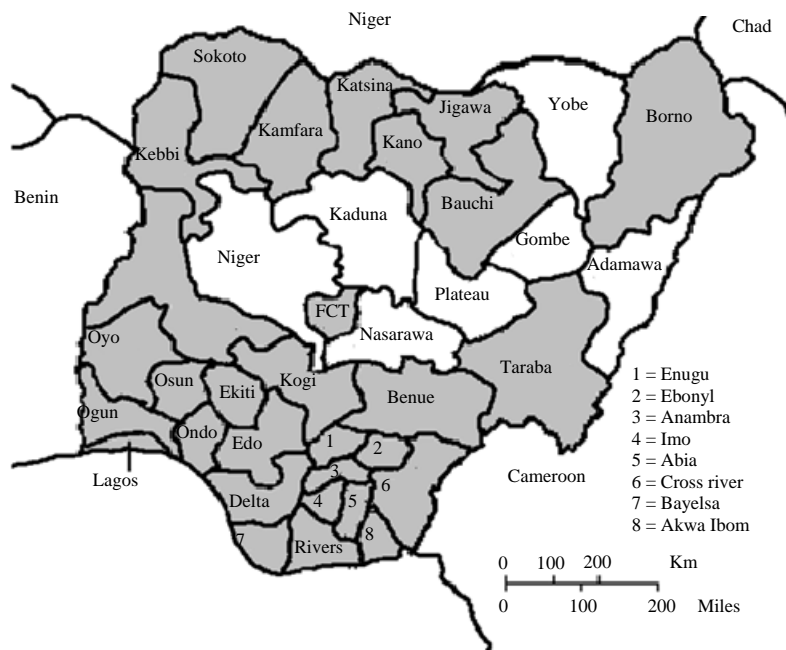 Niger
Chad
Sokoto
Katsina
Yobe
Jigawa
Borno
Kamfara
Kano
Kebbi
Benin
Kaduna
Bauchi
Gombe
Niger
Adamawa
Plateau
FCT
Nasarawa
Oyo
Taraba
Osun
Ekiti
Kogi
Benue
Ogun
Ondo
Edo
1
2
3
Lagos
Delta
4
5
6
Cameroon
7
Rivers
8
1 = Enugu
2 = Ebonyl
3 = Anambra
4 = Imo
5 = Abia
6 = Cross river
7 = Bayelsa
8 = Akwa Ibom
0 100 200 Km
0 100 200 Miles